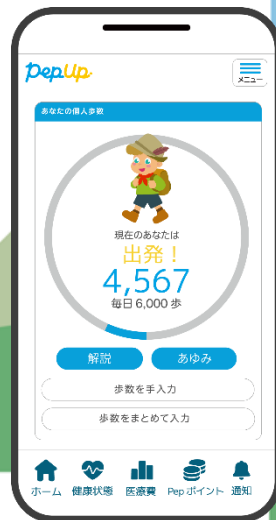 PepUp
メニュー
あなたの個人歩数
現在のあなたは
出発！
4,567
毎日6,000 歩
解説 あゆみ
歩数を手入力
歩数をまとめて入力
ホーム 健康状態 医療費 Pep ポイント 通知